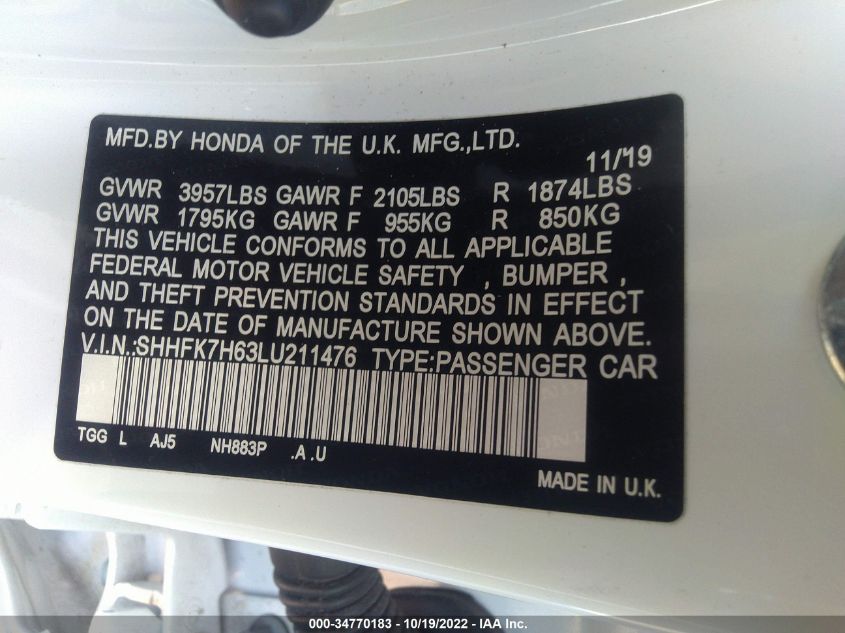 MFD.BY HONDA OF THE U.K. MFG.,LTD.
11/'19
GVWR 3957LBS GAWR F 2105LBS R 1874LBS
GVWR 1795KG GAWR F 955KG R 850KG
THIS VEHICLE CONFORMS TO ALL APPLICABLE
FEDERAL MOTOR VEHICLE SAFETY , BUMPER ,
AND THEFT PREVENTION STANDARDS IN EFFECT
ON THE DATE OF MANUFACTURE SHOWN ABOVE.
V.I.N.:SHHFK7H63LU211476 TYPE:PASSENGER CAR
TGG L AJ5 NH883P .A .U
MADE IN U.K.
000-34770183 - 10/19/2022 - IAA Inc.